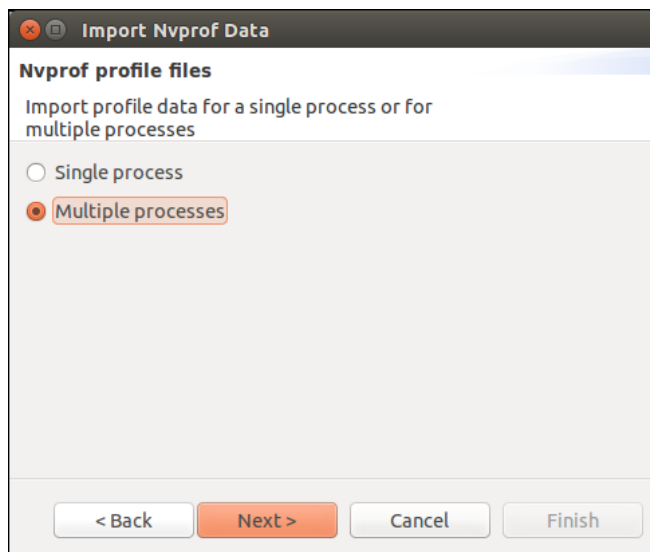 Import Nvprof Data
Nvprof profile files
Import profile data for a single process or for
multiple processes
Single process
Multiple processes
< Back Next > Cancel Finish